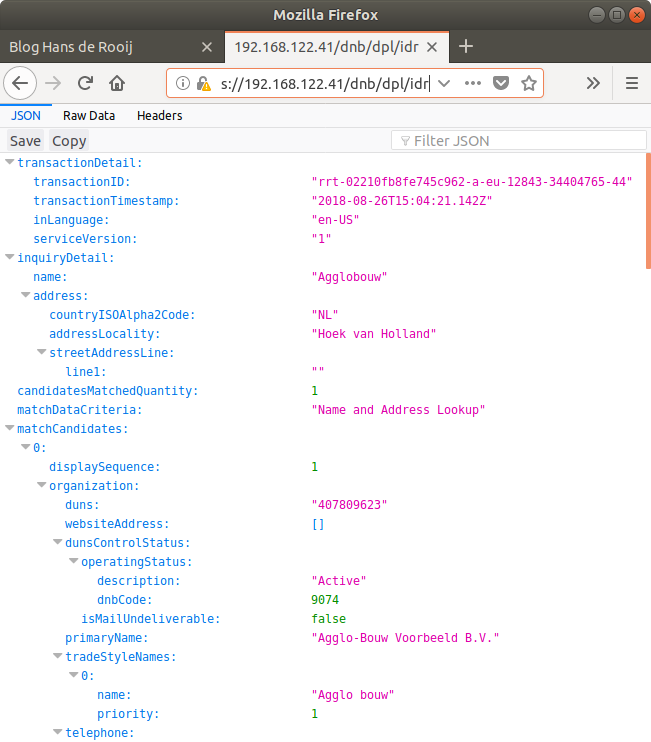 Mozilla Firefox
Blog Hans de Rooij
192.168.122.41/dnb/dpl/idr
s://192.168.122.41/dnb/dpl/idr
JSON Raw Data Headers
Save Copy Filter JSON
transactionDetail:
transactionID: "rrt-02210fb8fe745c962-a-eu-12843-34404765-44"
transactionTimestamp: "2018-08-26T15:04:21.142Z"
inLanguage: "en-US"
serviceVersion: "1"
inquiryDetail:
name: "Agglobouw"
address:
countryISOAlpha2Code: "NL"
addressLocality: "Hoek van Holland"
streetAddressLine:
line1: ""
candidatesMatchedQuantity: 1
matchDataCriteria: "Name and Address Lookup"
matchCandidates:
0:
displaySequence: 1
organization:
duns: "407809623"
websiteAddress: []
dunsControlStatus:
operatingStatus:
description: "Active"
dnbCode: 9074
isMailUndeliverable: false
primaryName: "Agglo-Bouw Voorbeeld B.V."
tradeStyleNames:
0:
name: "Agglo bouw"
priority: 1
telephone: